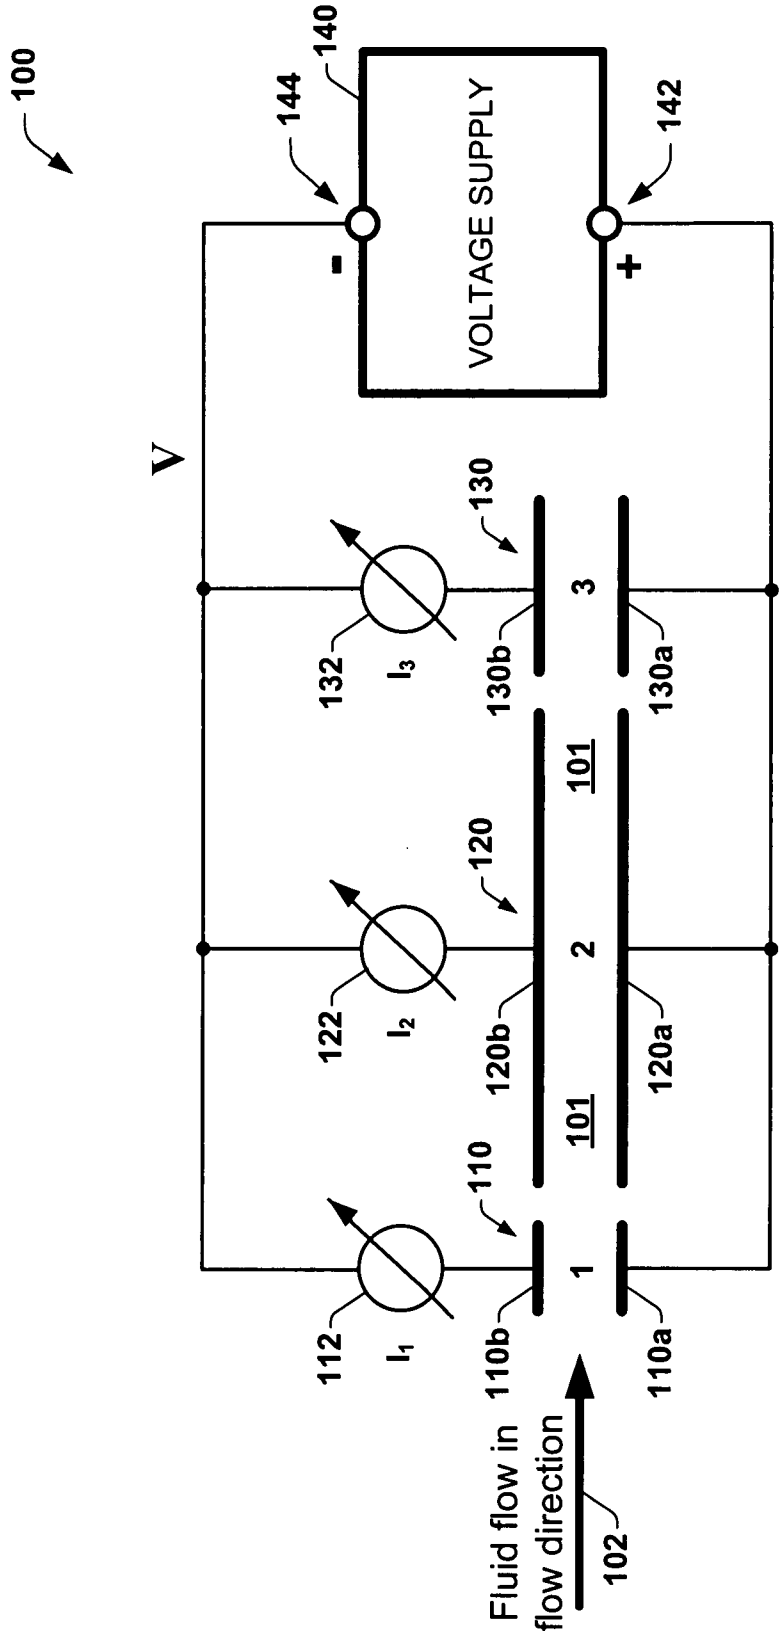 100
V
144
140
-
VOLTAGE SUPPLY
+
142
112
I₁
122
I₂
132
I₃
110b
110
120b
120
130b
130
Fluid flow in
flow direction
102
1
101
2
101
3
110a
120a
130a